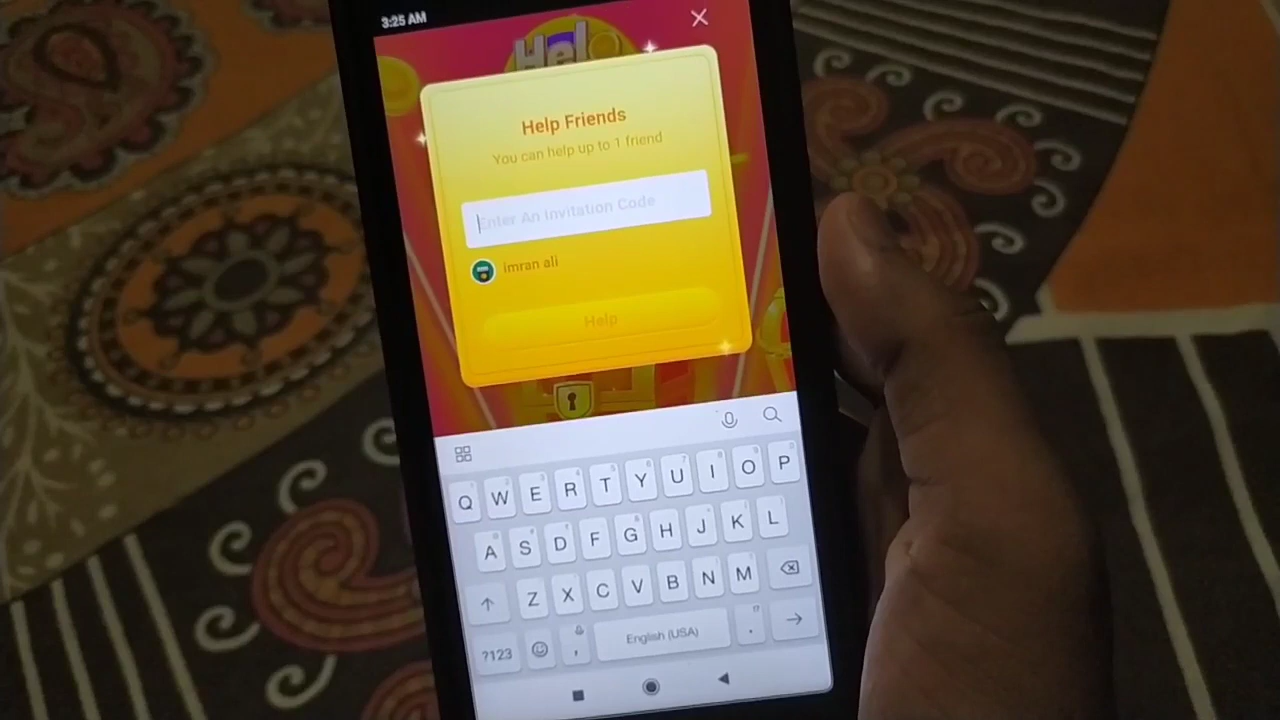 3:25 AM
Hel
Help Friends
You can help up to 1 friend
Enter An Invitation Code
imran ali
Help
Q W E R T Y U I O P
A S D F G H J K L
Z X C V B N M
?123 , English (USA) .